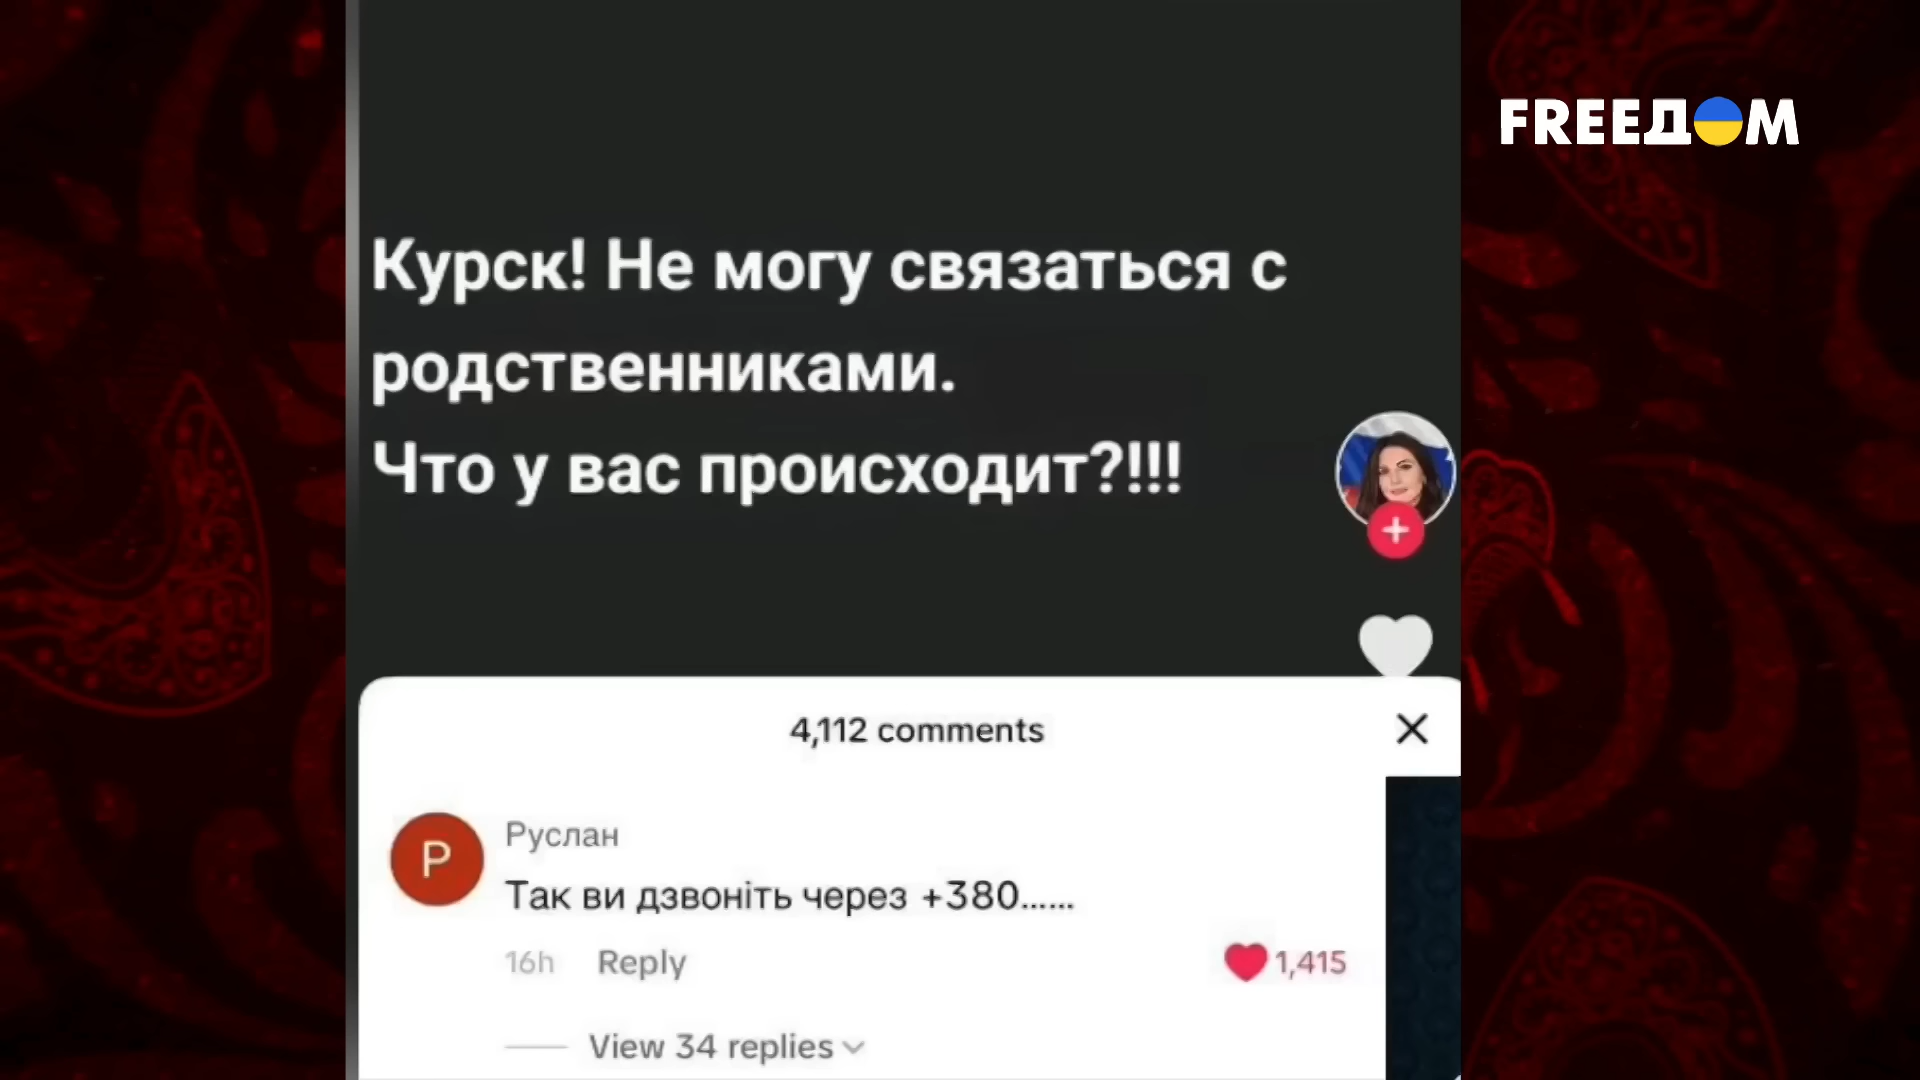 FREEДОМ
Курск! Не могу связаться с
родственниками.
Что у вас происходит?!!!
4,112 comments
Р
Руслан
Так ви дзвоніть через +380......
16h Reply 1,415
View 34 replies